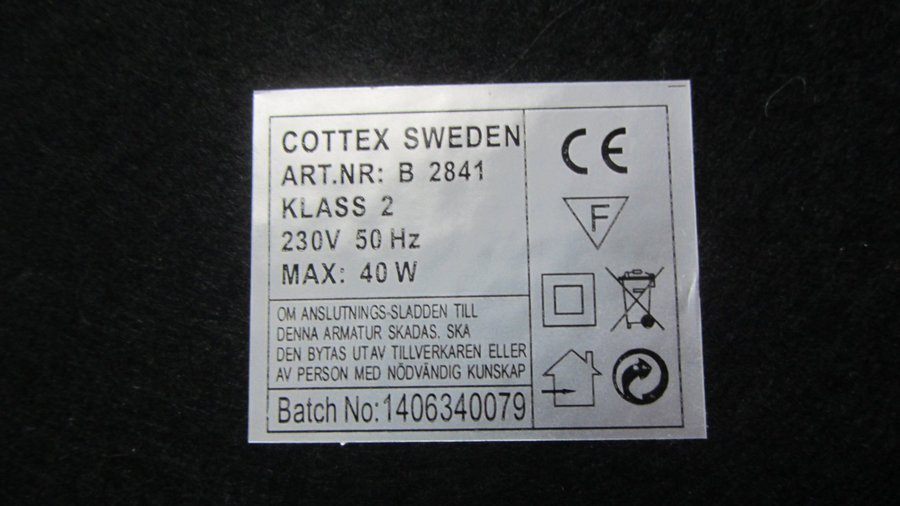 COTTEX SWEDEN
ART.NR: B 2841
KLASS 2
230V 50 Hz
MAX: 40 W
OM ANSLUTNINGS-SLADDEN TILL
DENNA ARMATUR SKADAS. SKA
DEN BYTAS UTAV TILLVERKAREN ELLER
AV PERSON MED NÖDVÄNDIG KUNSKAP
Batch No:1406340079
CE
F